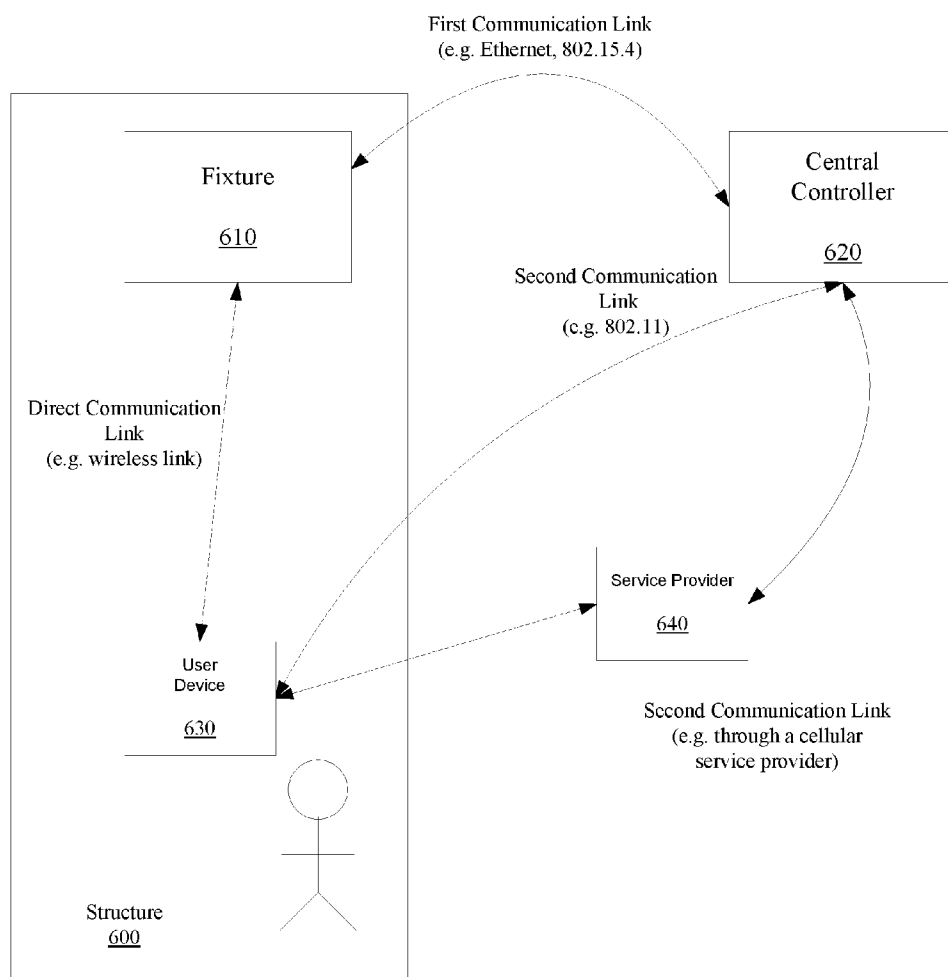 First Communication Link
(e.g. Ethernet, 802.15.4)
Fixture
610
Central
Controller
620
Second Communication
Link
(e.g. 802.11)
Direct Communication
Link
(e.g. wireless link)
Service Provider
640
User
Device
630
Second Communication Link
(e.g. through a cellular
service provider)
Structure
600